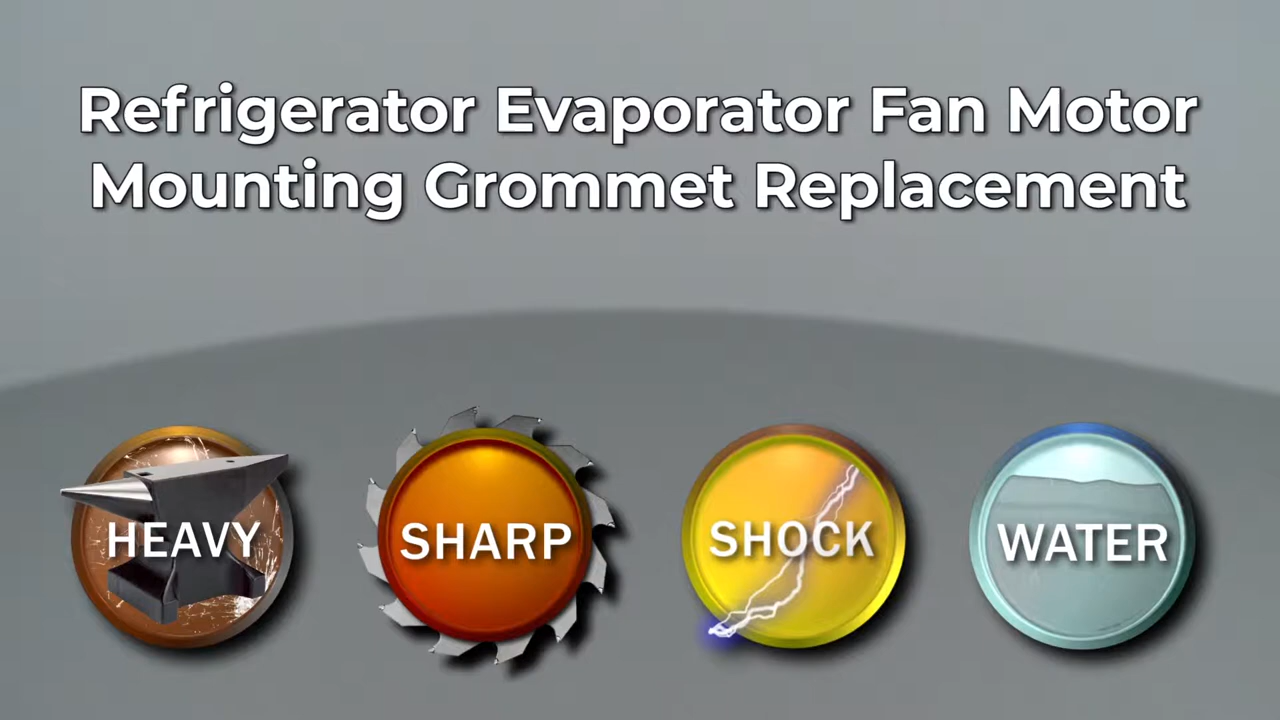 Refrigerator Evaporator Fan Motor
Mounting Grommet Replacement
HEAVY
SHARP
SHOCK
WATER